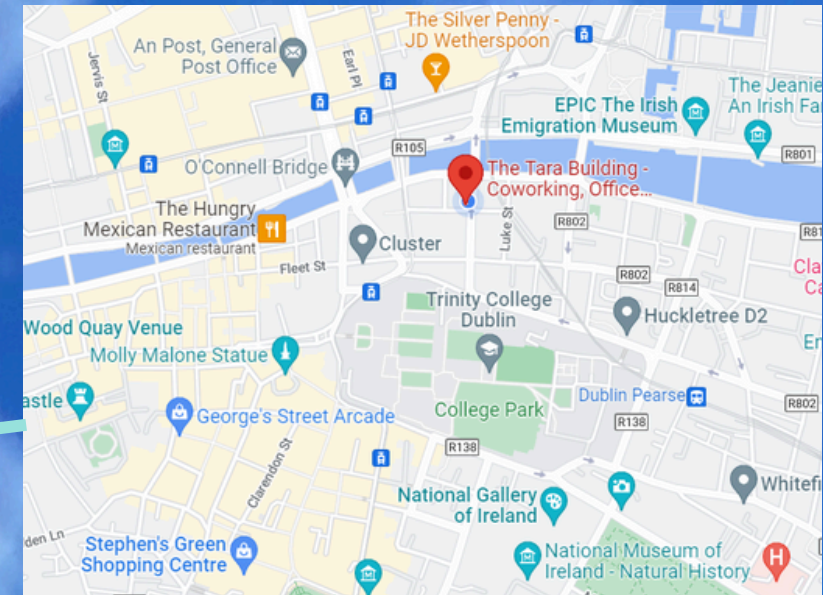 The Silver Penny -
JD Wetherspoon
An Post, General
Post Office
Earl Pl
Jervis St
The Jeanie
An Irish Fa
EPIC The Irish
Emigration Museum
R105
R801
O'Connell Bridge
The Tara Building -
Coworking, Office...
The Hungry
Mexican Restaurant
Mexican restaurant
Luke St
R802
R81
Cluster
Fleet St
Cla
Ca
R802
R814
Trinity College
Dublin
Huckletree D2
Wood Quay Venue
Molly Malone Statue
En
astle
Dublin Pearse
R802
George's Street Arcade
College Park
R138
R138
Clarendon St
Whitefi
National Gallery
of Ireland
den Ln
Stephen's Green
Shopping Centre
National Museum of
Ireland - Natural History
H